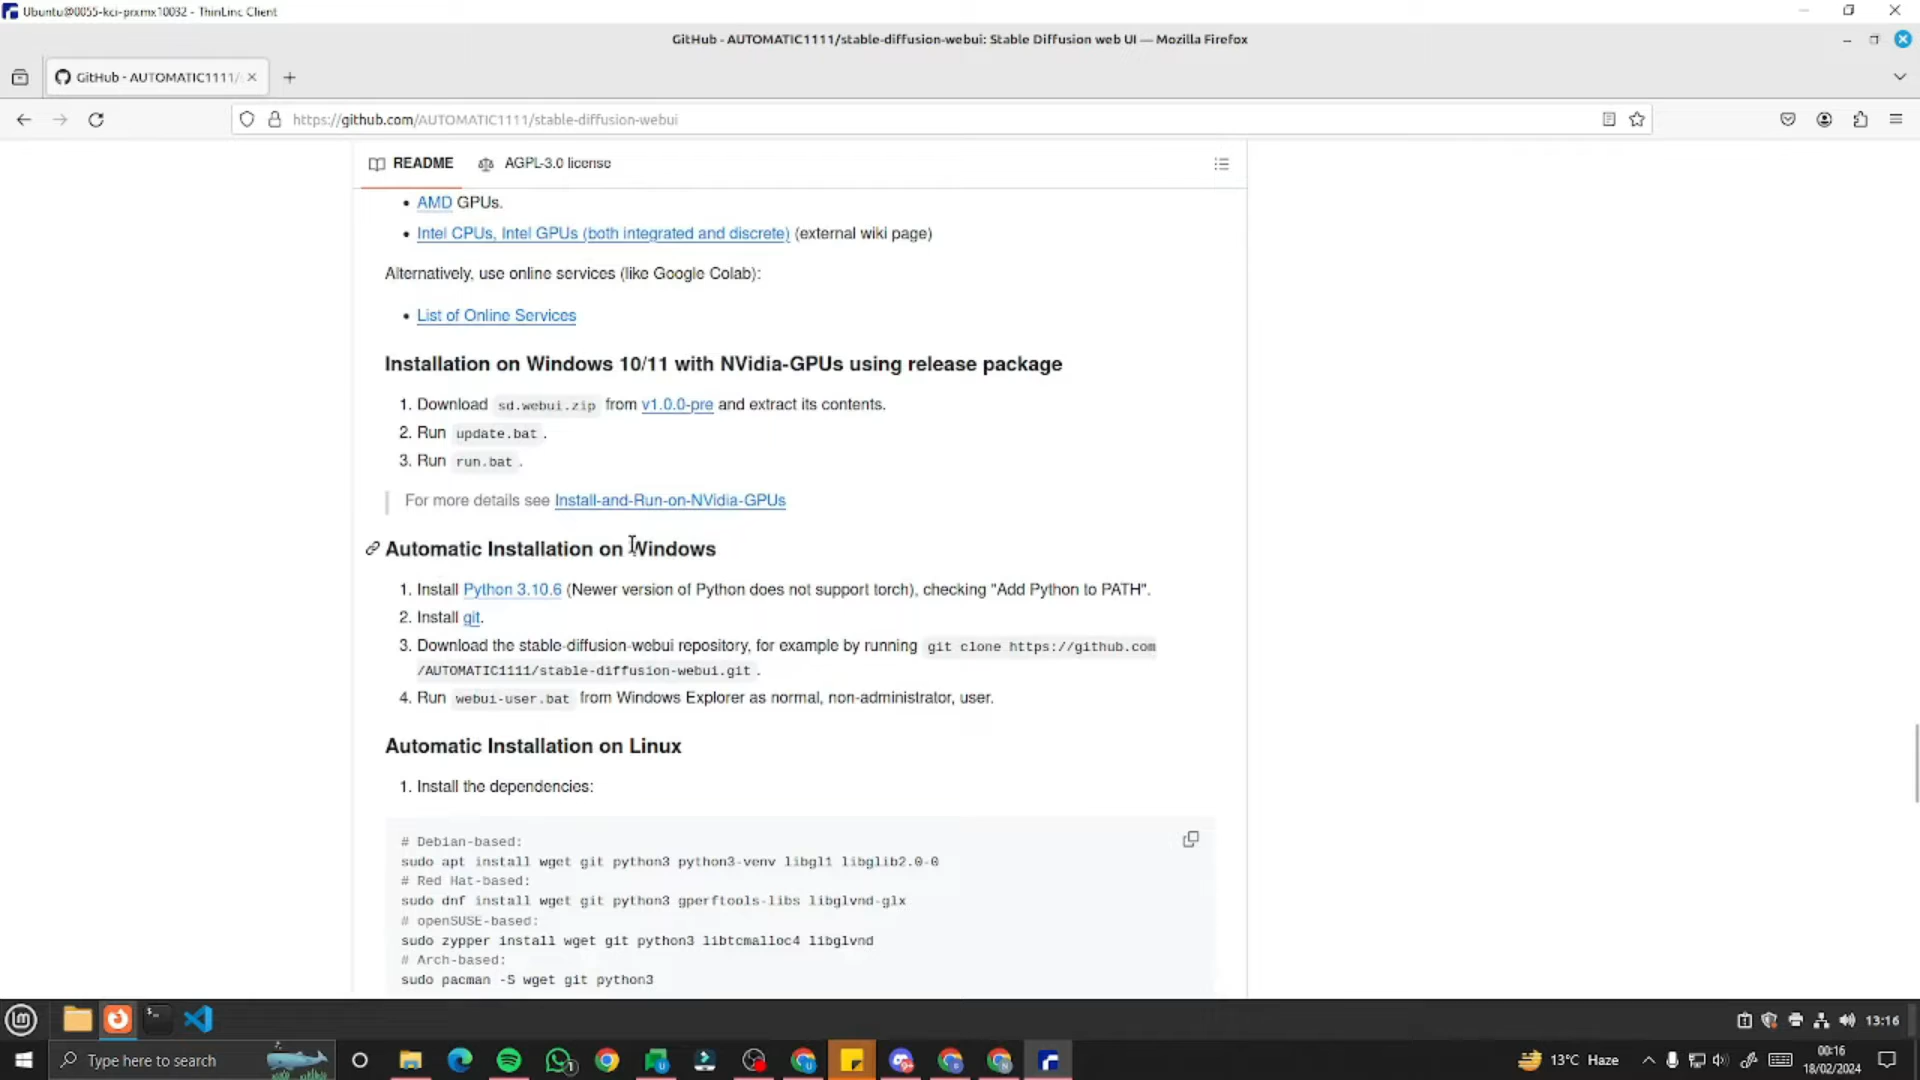 Ubuntu@0055-kci-prxmx10032 - ThinLinc Client
GitHub - AUTOMATIC1111/stable-diffusion-webui: Stable Diffusion web UI — Mozilla Firefox
GitHub - AUTOMATIC1111/
https://github.com/AUTOMATIC1111/stable-diffusion-webui
README
AGPL-3.0 license
• AMD GPUs.
• Intel CPUs, Intel GPUs (both integrated and discrete) (external wiki page)
Alternatively, use online services (like Google Colab):
• List of Online Services
Installation on Windows 10/11 with NVidia-GPUs using release package
1. Download sd.webui.zip from v1.0.0-pre and extract its contents.
2. Run update.bat .
3. Run run.bat .
For more details see Install-and-Run-on-NVidia-GPUs
Automatic Installation on Windows
1. Install Python 3.10.6 (Newer version of Python does not support torch), checking "Add Python to PATH".
2. Install git.
3. Download the stable-diffusion-webui repository, for example by running git clone https://github.com
/AUTOMATIC1111/stable-diffusion-webui.git .
4. Run webui-user.bat from Windows Explorer as normal, non-administrator, user.
Automatic Installation on Linux
1. Install the dependencies:
# Debian-based:
sudo apt install wget git python3 python3-venv libgl1 libglib2.0-0
# Red Hat-based:
sudo dnf install wget git python3 gperftools-libs libglvnd-glx
# openSUSE-based:
sudo zypper install wget git python3 libtcmalloc4 libglvnd
# Arch-based:
sudo pacman -S wget git python3
13:16
Type here to search
13°C Haze
00:16
18/02/2024